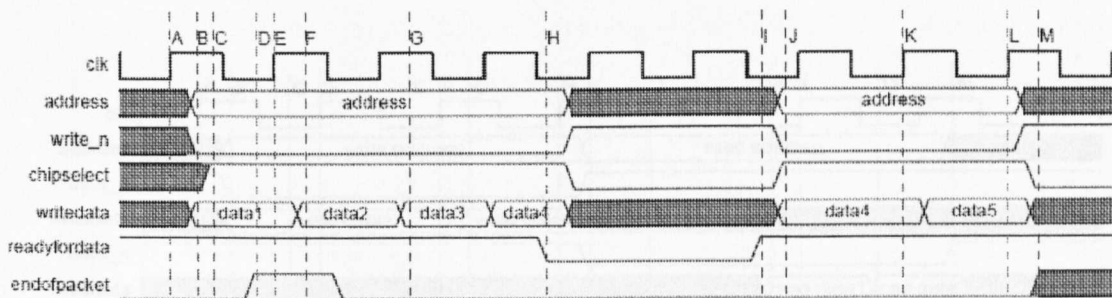 A B C D E F G H I J K L M
clk
address address address
write_n
chipselect
writedata data1 data2 data3 data4 data4 data5
readyfordata
endofpacket